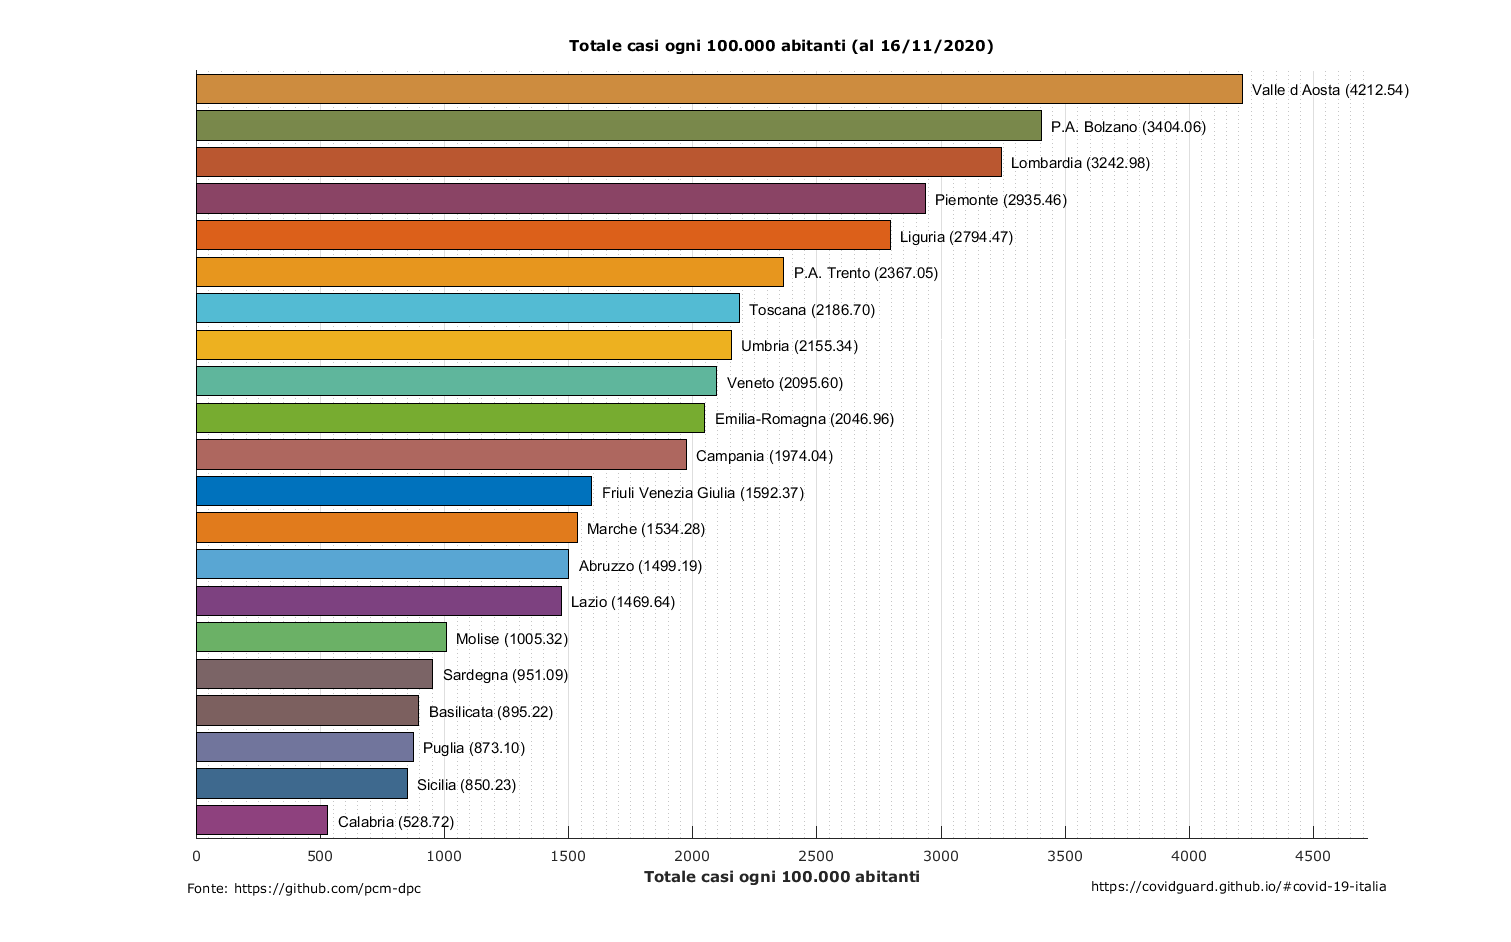 Totale casi ogni 100.000 abitanti (al 16/11/2020)
Valle d Aosta (4212.54)
P.A. Bolzano (3404.06)
Lombardia (3242.98)
Piemonte (2935.46)
Liguria (2794.47)
P.A. Trento (2367.05)
Toscana (2186.70)
Umbria (2155.34)
Veneto (2095.60)
Emilia-Romagna (2046.96)
Campania (1974.04)
Friuli Venezia Giulia (1592.37)
Marche (1534.28)
Abruzzo (1499.19)
Lazio (1469.64)
Molise (1005.32)
Sardegna (951.09)
Basilicata (895.22)
Puglia (873.10)
Sicilia (850.23)
Calabria (528.72)
0 500 1000 1500 2000 2500 3000 3500 4000 4500
Totale casi ogni 100.000 abitanti
Fonte: https://github.com/pcm-dpc
https://covidguard.github.io/#covid-19-italia